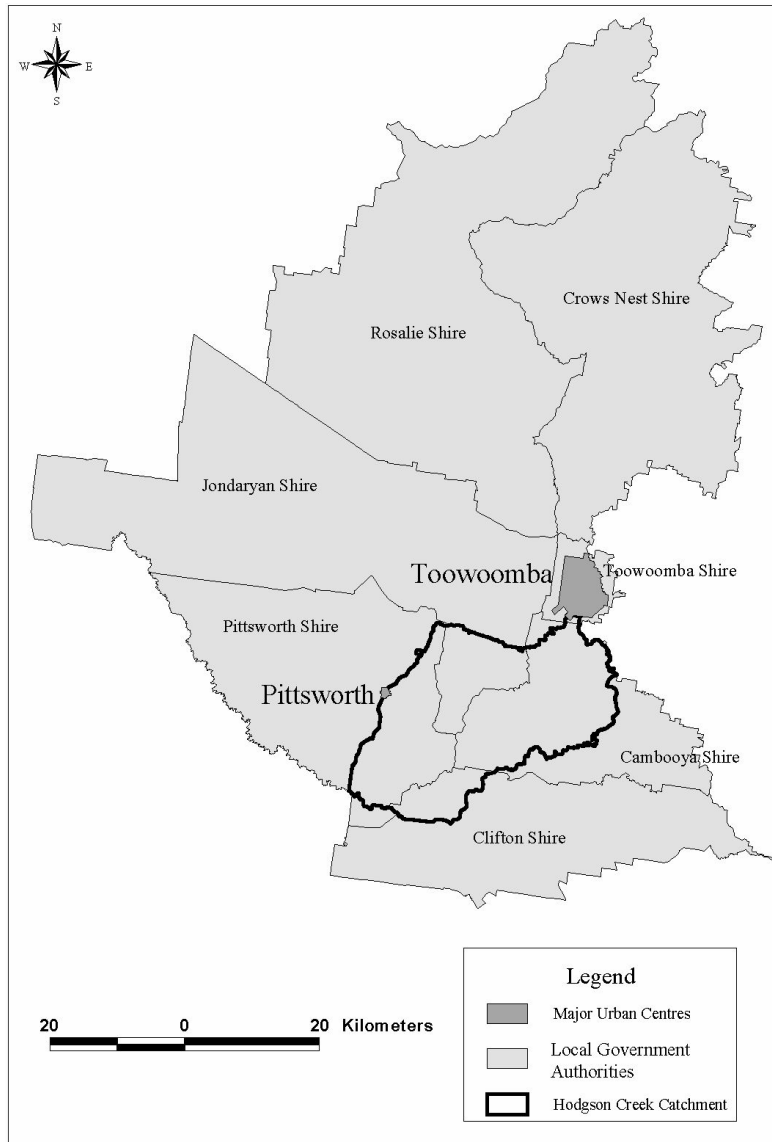 N
W E
S
Crows Nest Shire
Rosalie Shire
Jondaryan Shire
Toowoomba
Toowoomba Shire
Pittsworth Shire
Pittsworth
Cambooya Shire
Clifton Shire
Legend
Major Urban Centres
Local Government
Authorities
Hodgson Creek Catchment
20 0 20 Kilometers